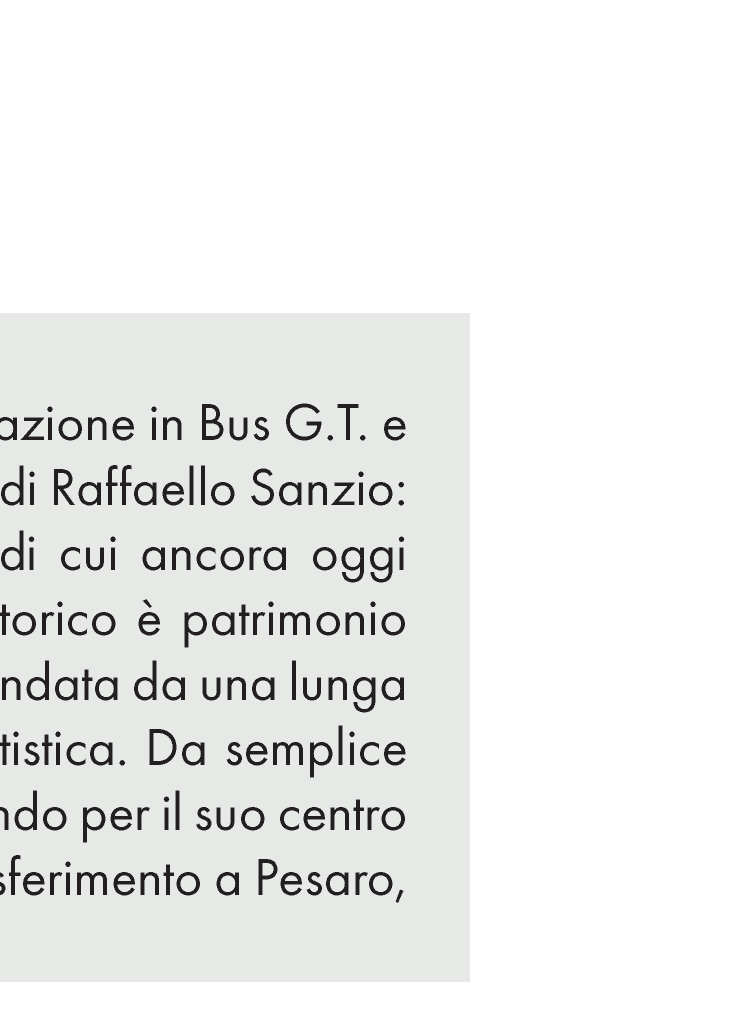 azione in Bus G.T. e
di Raffaello Sanzio:
di cui ancora oggi
torico è patrimonio
ndata da una lunga
tistica. Da semplice
ndo per il suo centro
sferimento a Pesaro,